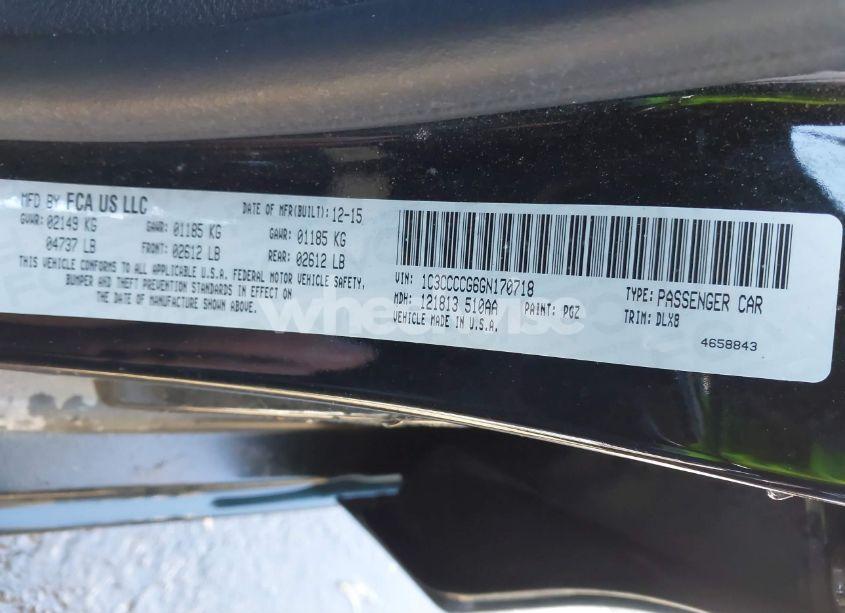 MFD BY FCA US LLC DATE OF MFR(BUILT): 12-15
GVWR: 02149 KG GAWR: 01185 KG GAWR: 01185 KG
04737 LB FRONT: 02612 LB REAR: 02612 LB
THIS VEHICLE CONFORMS TO ALL APPLICABLE U.S.A. FEDERAL MOTOR VEHICLE SAFETY,
BUMPER AND THEFT PREVENTION STANDARDS IN EFFECT ON
THE DATE OF MANUFACTURE SHOWN ABOVE.
VIN: 1C3CCCCG6GN170718 TYPE: PASSENGER CAR
MDH: 121813 510AA PAINT: PGZ TRIM: DLX8
VEHICLE MADE IN U.S.A.
4658843